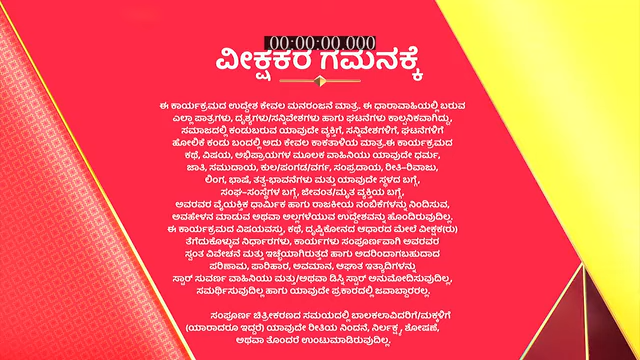 00:00:00.000
ವೀಕ್ಷಕರ ಗಮನಕ್ಕೆ
ಈ ಕಾರ್ಯಕ್ರಮದ ಉದ್ದೇಶ ಕೇವಲ ಮನರಂಜನೆ ಮಾತ್ರ. ಈ ಧಾರಾವಾಹಿಯಲ್ಲಿ ಬರುವ
ಎಲ್ಲಾ ಪಾತ್ರಗಳು, ದೃಶ್ಯಗಳು/ಸನ್ನಿವೇಶಗಳು ಹಾಗು ಘಟನೆಗಳು ಕಾಲ್ಪನಿಕವಾಗಿದ್ದು,
ಸಮಾಜದಲ್ಲಿ ಕಂಡುಬರುವ ಯಾವುದೇ ವ್ಯಕ್ತಿಗೆ, ಸನ್ನಿವೇಶಗಳಿಗೆ, ಘಟನೆಗಳಿಗೆ
ಹೋಲಿಕೆ ಕಂಡು ಬಂದಲ್ಲಿ ಅದು ಕೇವಲ ಕಾಕತಾಳಿಯ ಮಾತ್ರ.ಈ ಕಾರ್ಯಕ್ರಮದ
ಕಥೆ, ವಿಷಯ, ಅಭಿಪ್ರಾಯಗಳ ಮೂಲಕ ವಾಹಿನಿಯು ಯಾವುದೇ ಧರ್ಮ,
ಜಾತಿ, ಸಮುದಾಯ, ಕುಲ/ಪಂಗಡ/ವರ್ಗ, ಸಂಪ್ರದಾಯ, ರೀತಿ-ರಿವಾಜು,
ಲಿಂಗ, ಭಾಷೆ, ತತ್ವ-ಭಾವನೆಗಳು ಮತ್ತು ಯಾವುದೇ ಸ್ಥಳದ ಬಗ್ಗೆ,
ಸಂಘ-ಸಂಸ್ಥೆಗಳ ಬಗ್ಗೆ, ಜೀವಂತ/ಮೃತ ವ್ಯಕ್ತಿಯ ಬಗ್ಗೆ,
ಅವರವರ ವೈಯಕ್ತಿಕ ಧಾರ್ಮಿಕ ಹಾಗು ರಾಜಕೀಯ ನಂಬಿಕೆಗಳನ್ನು ನಿಂದಿಸುವ,
ಅವಹೇಳನ ಮಾಡುವ ಅಥವಾ ಅಲ್ಲಗಳೆಯುವ ಉದ್ದೇಶವನ್ನು ಹೊಂದಿರುವುದಿಲ್ಲ.
ಈ ಕಾರ್ಯಕ್ರಮದ ವಿಷಯವಸ್ತು, ಕಥೆ, ದೃಷ್ಟಿಕೋನದ ಆಧಾರದ ಮೇಲೆ ವೀಕ್ಷಕ(ರು)
ತೆಗೆದುಕೊಳ್ಳುವ ನಿರ್ಧಾರಗಳು, ಕಾರ್ಯಗಳು ಸಂಪೂರ್ಣವಾಗಿ ಅವರವರ
ಸ್ವಂತ ವಿವೇಚನೆ ಮತ್ತು ಇಚ್ಛೆಯಾಗಿರುತ್ತದೆ ಹಾಗು ಅದರಿಂದಾಗಬಹುದಾದ
ಪರಿಣಾಮ, ಪಾರಿಹಾರ, ಅವಮಾನ, ಆಘಾತ ಇತ್ಯಾದಿಗಳನ್ನು
ಸ್ಟಾರ್ ಸುವರ್ಣ ವಾಹಿನಿಯು ಮತ್ತು/ಅಥವಾ ಡಿಸ್ನಿ ಸ್ಟಾರ್ ಅನುಮೋದಿಸುವುದಿಲ್ಲ,
ಸಮರ್ಥಿಸುವುದಿಲ್ಲ ಹಾಗು ಯಾವುದೇ ಪ್ರಕಾರದಲ್ಲಿ ಜವಾಬ್ದಾರರಲ್ಲ.
ಸಂಪೂರ್ಣ ಚಿತ್ರೀಕರಣದ ಸಮಯದಲ್ಲಿ ಬಾಲಕಲಾವಿದರಿಗೆ/ಮಕ್ಕಳಿಗೆ
(ಯಾರಾದರೂ ಇದ್ದರೆ) ಯಾವುದೇ ರೀತಿಯ ನಿಂದನೆ, ನಿರ್ಲಕ್ಷ್ಯ, ಶೋಷಣೆ,
ಅಥವಾ ತೊಂದರೆ ಉಂಟುಮಾಡಿರುವುದಿಲ್ಲ.